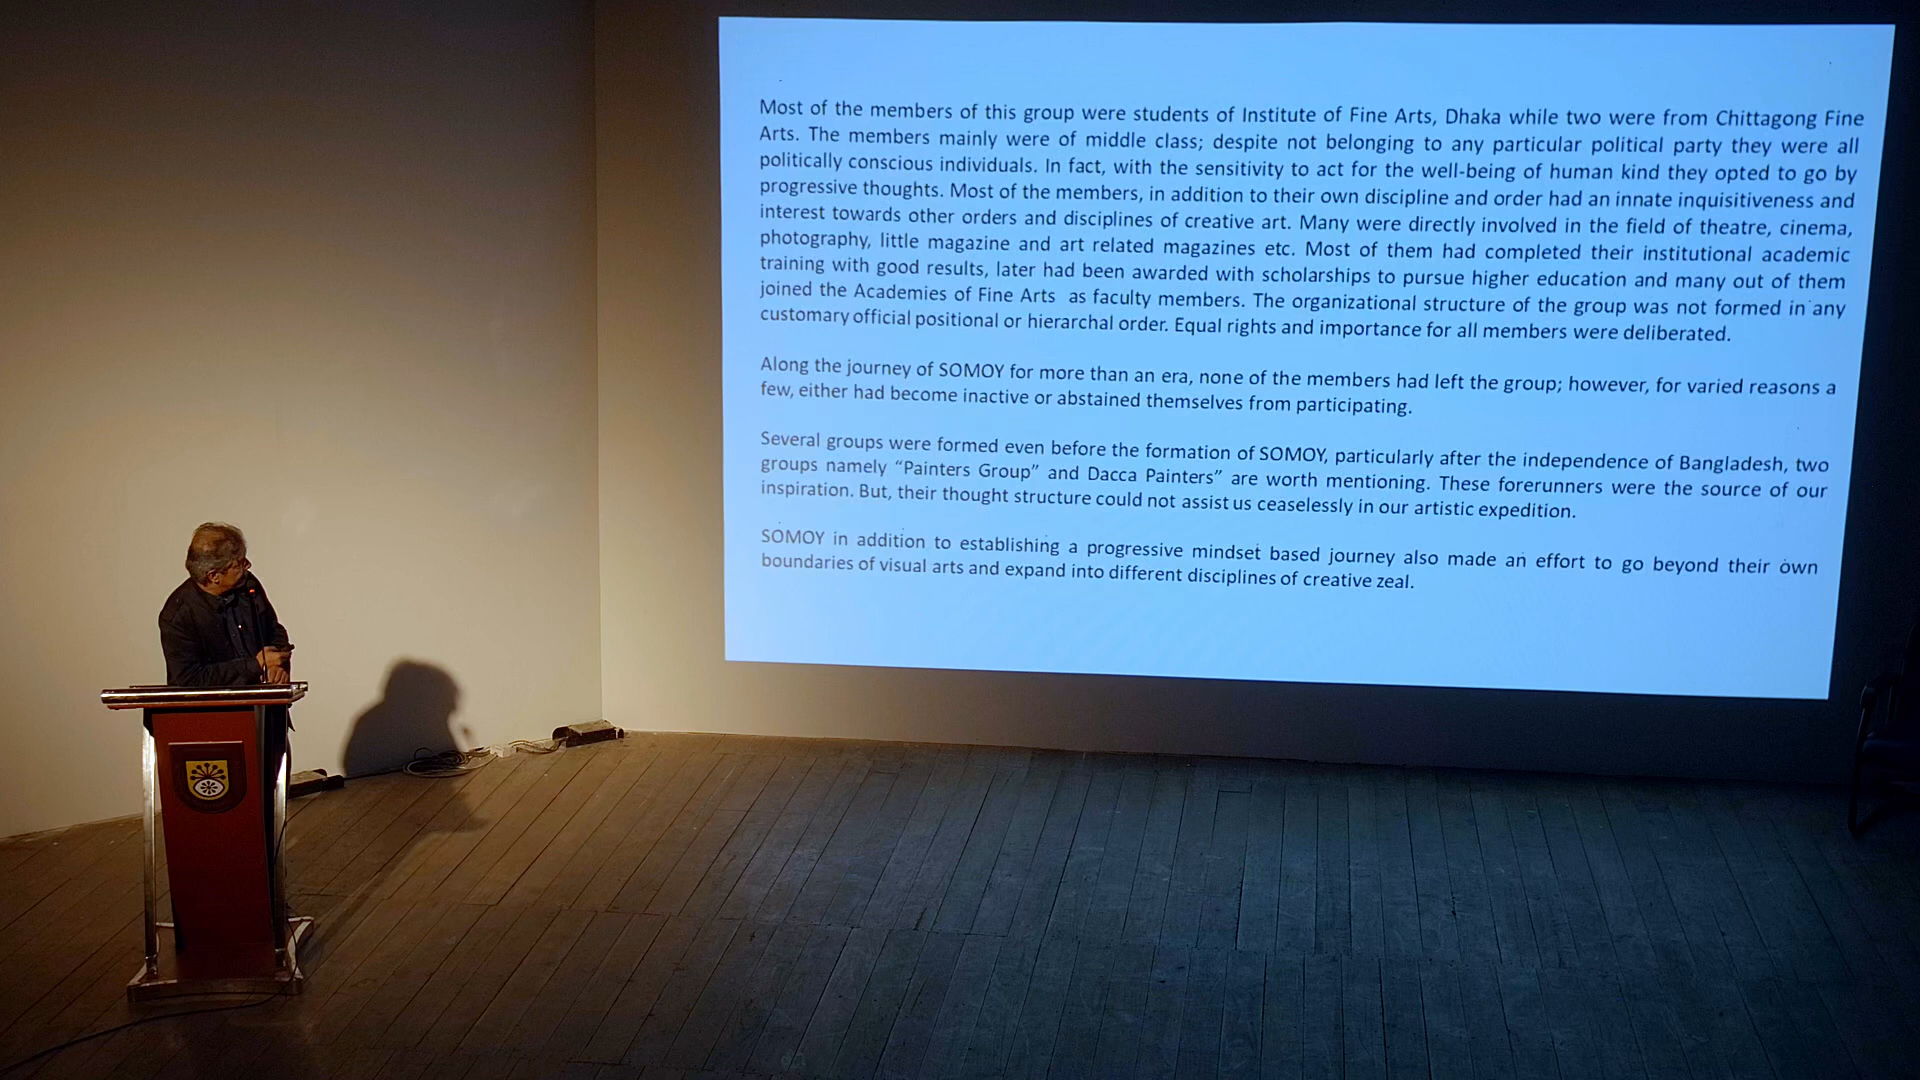 Most of the members of this group were students of Institute of Fine Arts, Dhaka while two were from Chittagong Fine
Arts. The members mainly were of middle class; despite not belonging to any particular political party they were all
politically conscious individuals. In fact, with the sensitivity to act for the well-being of human kind they opted to go by
progressive thoughts. Most of the members, in addition to their own discipline and order had an innate inquisitiveness and
interest towards other orders and disciplines of creative art. Many were directly involved in the field of theatre, cinema,
photography, little magazine and art related magazines etc. Most of them had completed their institutional academic
training with good results, later had been awarded with scholarships to pursue higher education and many out of them
joined the Academies of Fine Arts as faculty members. The organizational structure of the group was not formed in any
customary official positional or hierarchal order. Equal rights and importance for all members were deliberated.
Along the journey of SOMOY for more than an era, none of the members had left the group; however, for varied reasons a
few, either had become inactive or abstained themselves from participating.
Several groups were formed even before the formation of SOMOY, particularly after the independence of Bangladesh, two
groups namely “Painters Group” and Dacca Painters” are worth mentioning. These forerunners were the source of our
inspiration. But, their thought structure could not assist us ceaselessly in our artistic expedition.
SOMOY in addition to establishing a progressive mindset based journey also made an effort to go beyond their own
boundaries of visual arts and expand into different disciplines of creative zeal.